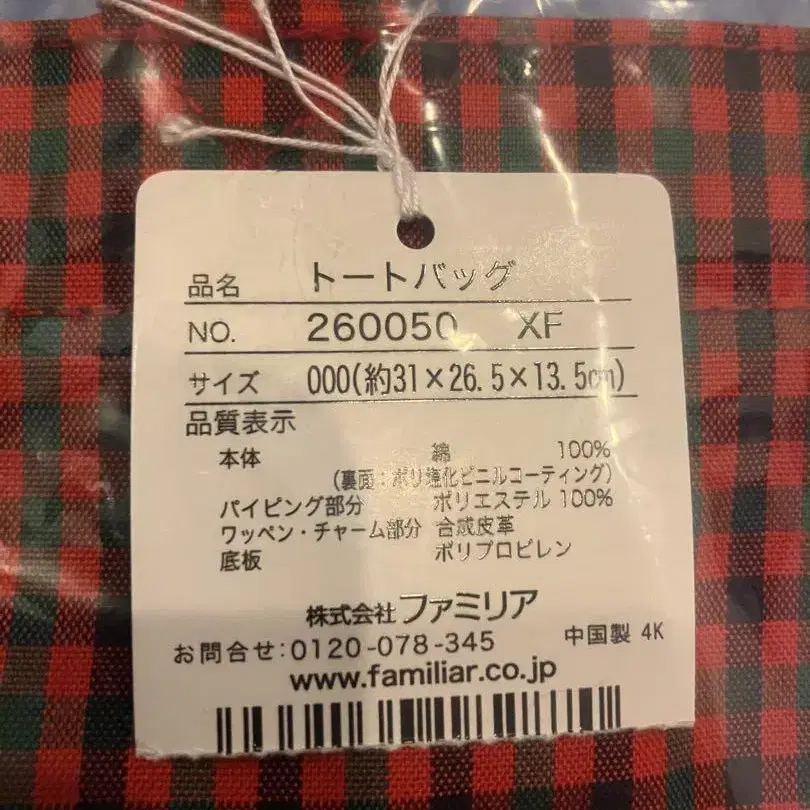 品名 トートバッグ
NO. 260050 XF
サイズ 000(約31×26.5×13.5cm)
品質表示
本体 綿 100%
(裏面:ポリ塩化ビニルコーティング)
パイピング部分 ポリエステル 100%
ワッペン・チャーム部分 合成皮革
底板 ポリプロピレン
株式会社 ファミリア
お問合せ:0120-078-345 中国製 4K
www.familiar.co.jp